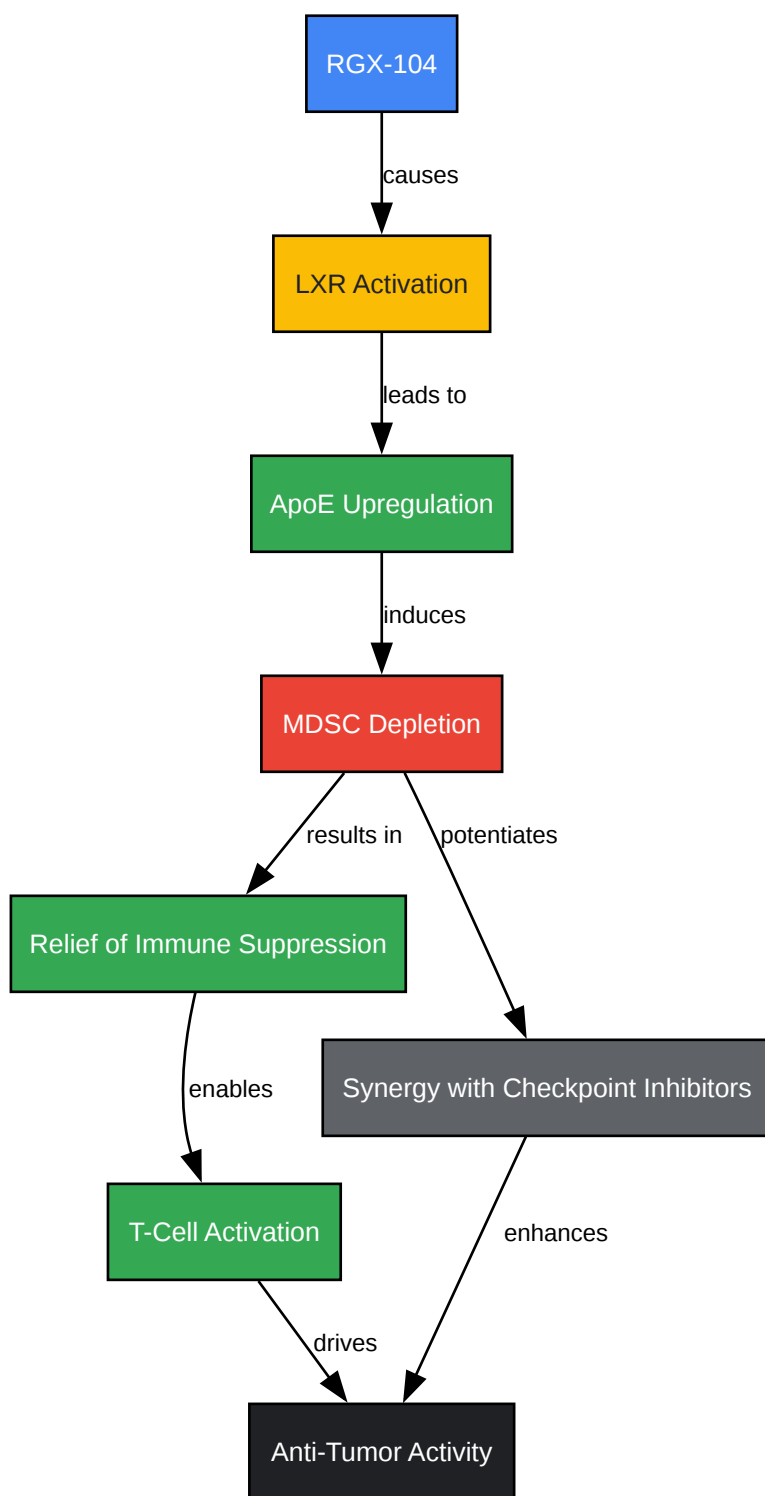 RGX-104
causes
LXR Activation
leads to
ApoE Upregulation
induces
MDSC Depletion
results in
potentiates
Relief of Immune Suppression
Synergy with Checkpoint Inhibitors
enables
T-Cell Activation
enhances
drives
Anti-Tumor Activity